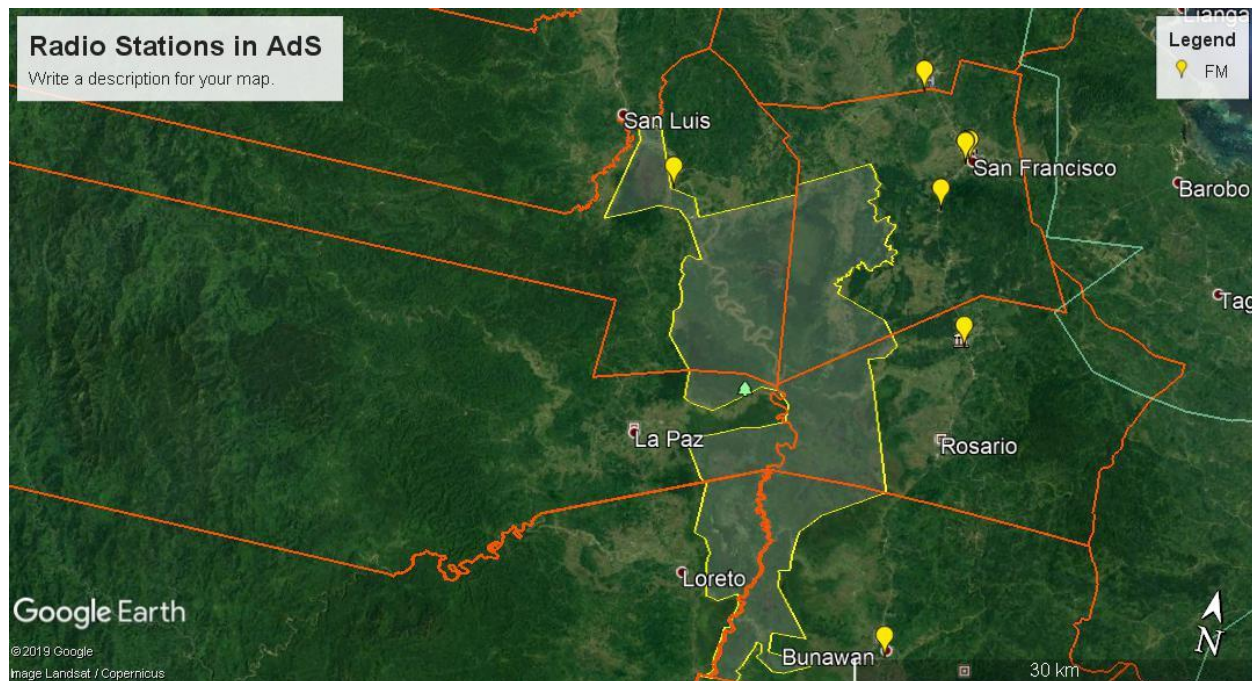 Radio Stations in AdS
Write a description for your map.
Legend
FM
San Luis
San Francisco
Barobo
La Paz
Rosario
Loreto
Bunawan
Google Earth
©2019 Google
Image Landsat / Copernicus
N
30 km